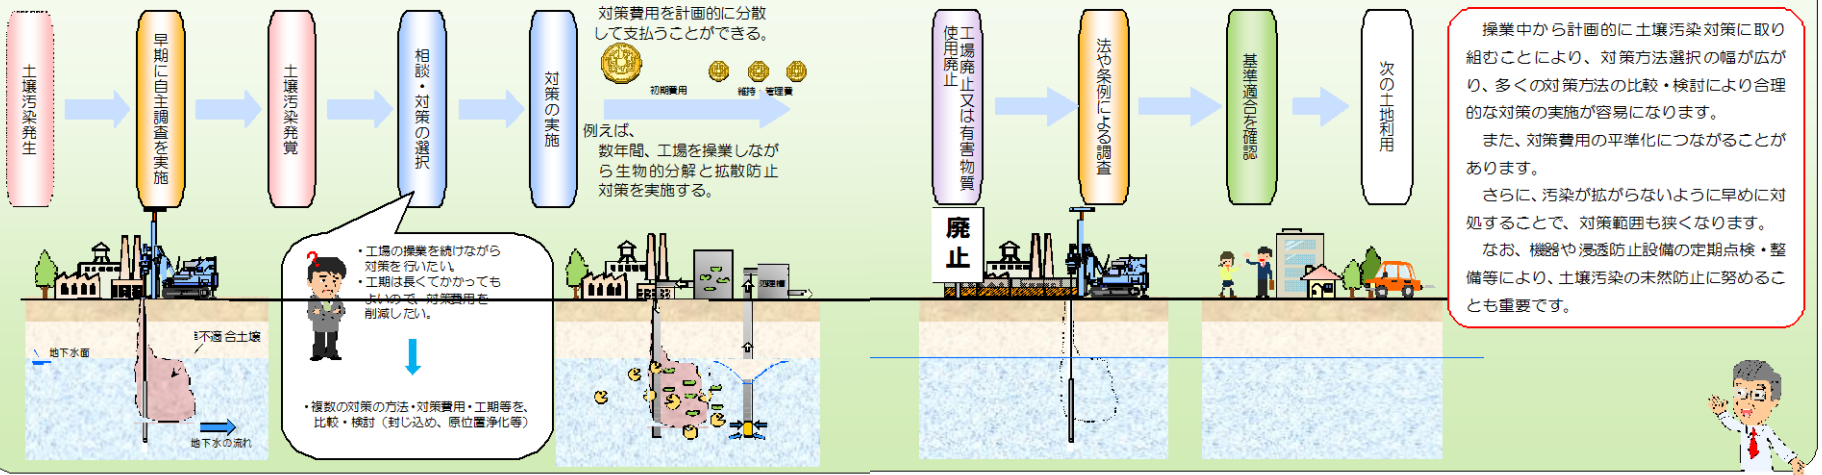 土壌汚染発生
早期に自主調査を実施
土壌汚染発覚
相談・対策の選択
対策の実施
対策費用を計画的に分散
して支払うことができる。
初期費用
維持・管理費
例えば、
数年間、工場を操業しなが
ら生物的分解と拡散防止
対策を実施する。
工場廃止又は有害物質
使用廃止
法や条例による調査
基準適合を確認
次の土地利用
操業中から計画的に土壌汚染対策に取り
組むことにより、対策方法選択の幅が広が
り、多くの対策方法の比較・検討により合理
的な対策の実施が容易になります。
また、対策費用の平準化につながることが
あります。
さらに、汚染が拡がらないように早めに対
処することで、対策範囲も狭くなります。
なお、機器や浸透防止設備の定期点検・整
備等により、土壌汚染の未然防止に努めるこ
とも重要です。
廃
止
・工場の操業を続けながら
対策を行いたい。
・工期は長くてかかっても
よいので、対策費用を
削減したい。
・複数の対策の方法・対策費用・工期等を、
比較・検討（封じ込め、原位置浄化等）
不適合土壌
地下水面
地下水の流れ
処理槽